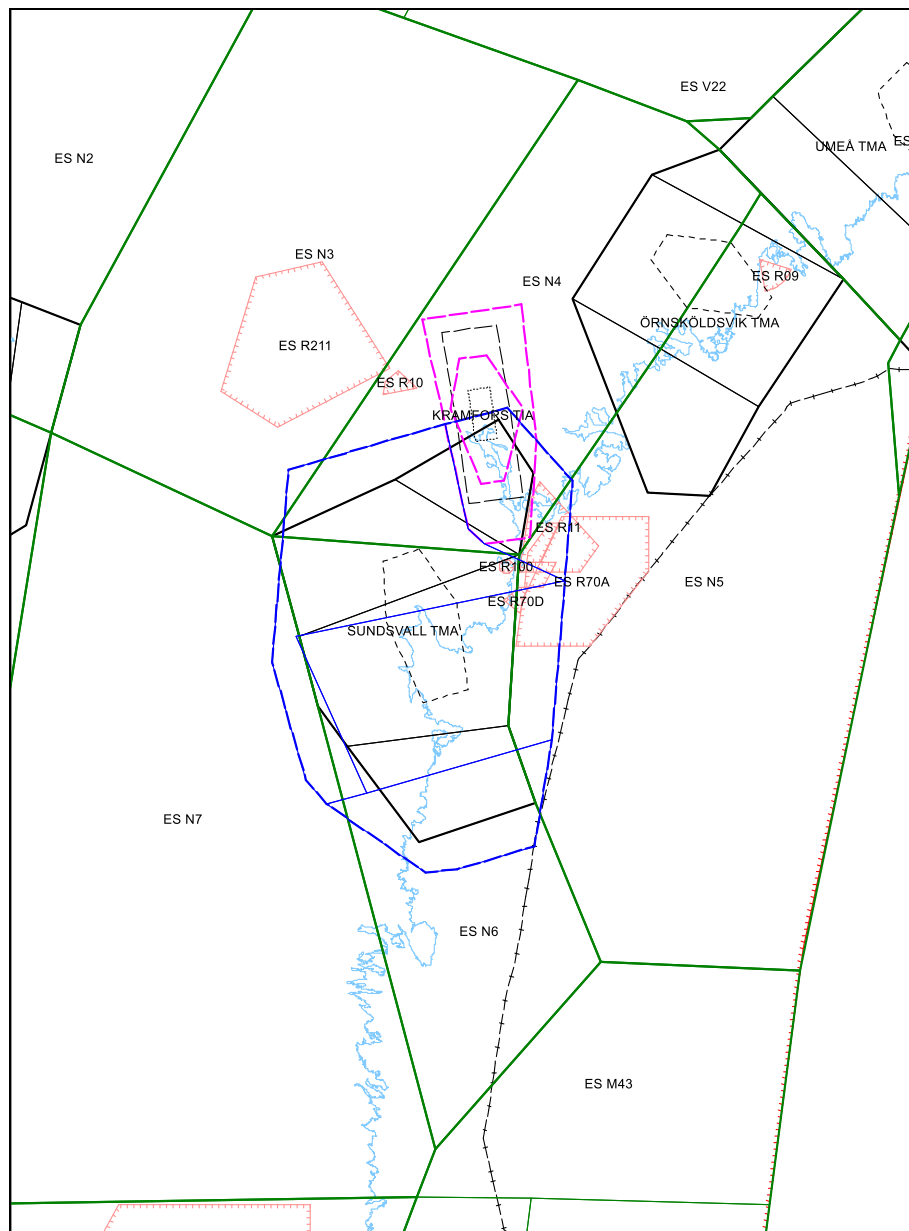 ES V22
UMEÅ TMA
ES
ES N2
ES N3
ES N4
ES R09
ÖRNSKÖLDSVIK TMA
ES R211
ES R10
KRAMFORS TIA
ES R11
ES R100
ES R70A
ES N5
ES R70D
SUNDSVALL TMA
ES N7
ES N6
ES M43